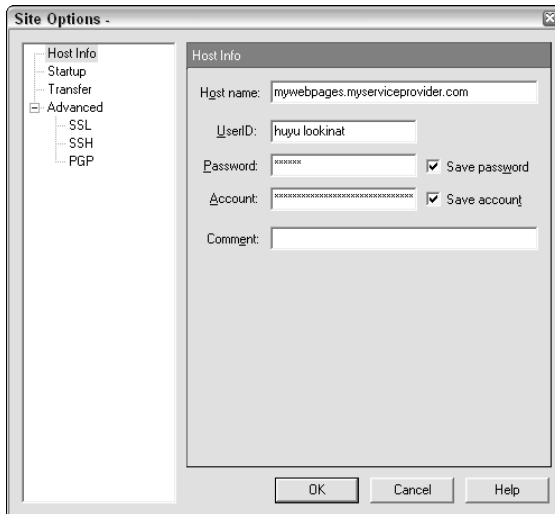 Site Options -
Host Info
Startup
Transfer
Advanced
SSL
SSH
PGP
Host Info
Host name: mywebpages.myserviceprovider.com
UserID: huyu lookinat
Password: ****** Save password
Account: ****************************** Save account
Comment:
OK Cancel Help